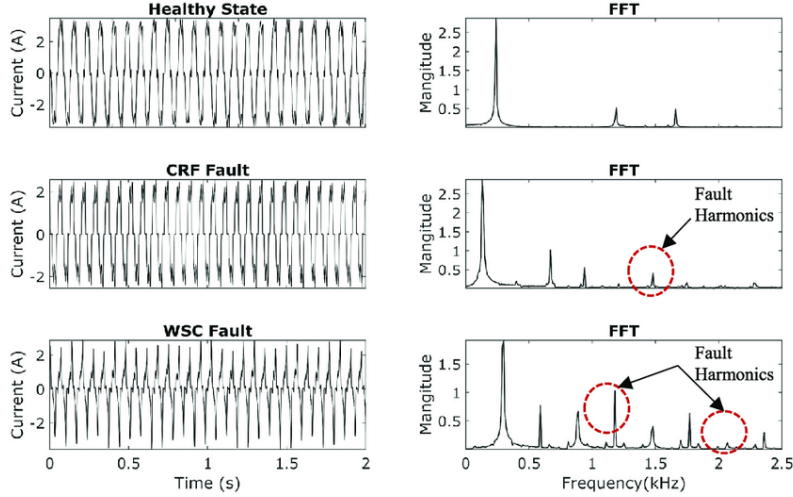 Healthy State
Current (A)
2
0
-2
FFT
Mangitude
2.5
2
1.5
1
0.5
CRF Fault
Current (A)
2
0
-2
FFT
Mangitude
2.5
2
1.5
1
0.5
Fault
Harmonics
WSC Fault
Current (A)
2
0
-2
0 0.5 1 1.5 2
Time (s)
FFT
Mangitude
1.5
1
0.5
Fault
Harmonics
0 0.5 1 1.5 2 2.5
Frequency(kHz)